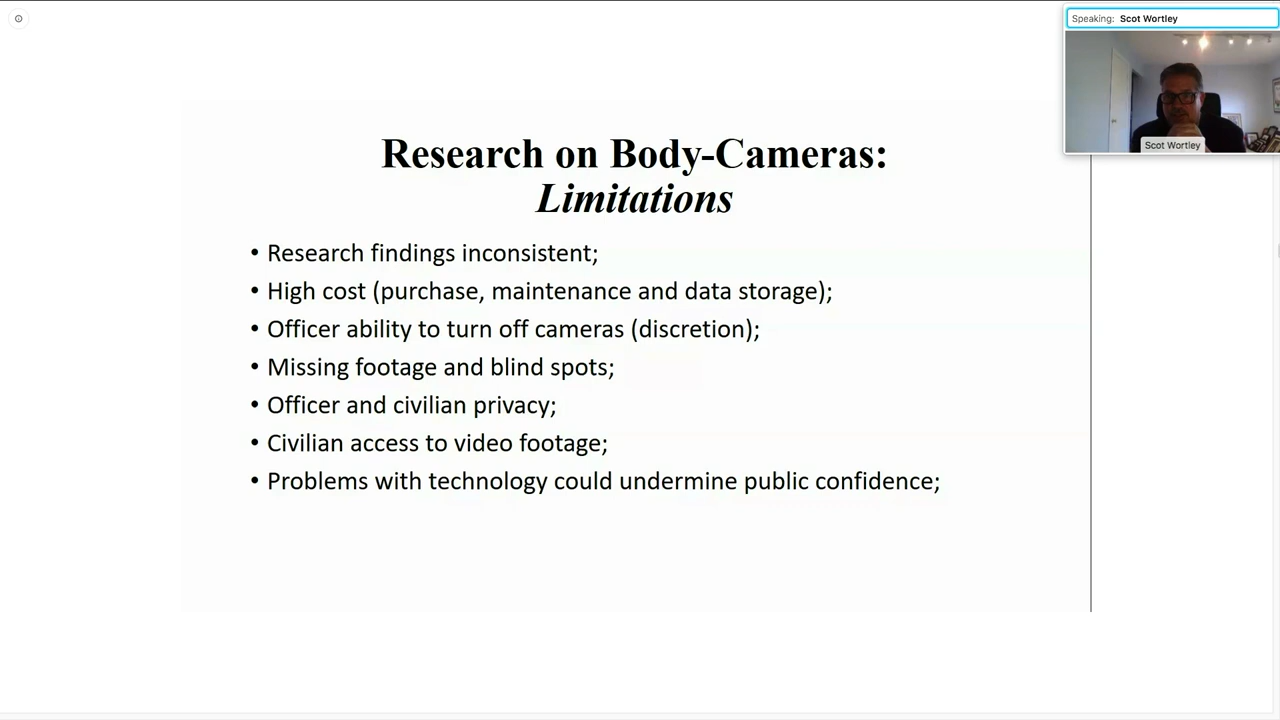 Speaking: Scot Wortley
Scot Wortley
Research on Body-Cameras:
Limitations
• Research findings inconsistent;
• High cost (purchase, maintenance and data storage);
• Officer ability to turn off cameras (discretion);
• Missing footage and blind spots;
• Officer and civilian privacy;
• Civilian access to video footage;
• Problems with technology could undermine public confidence;